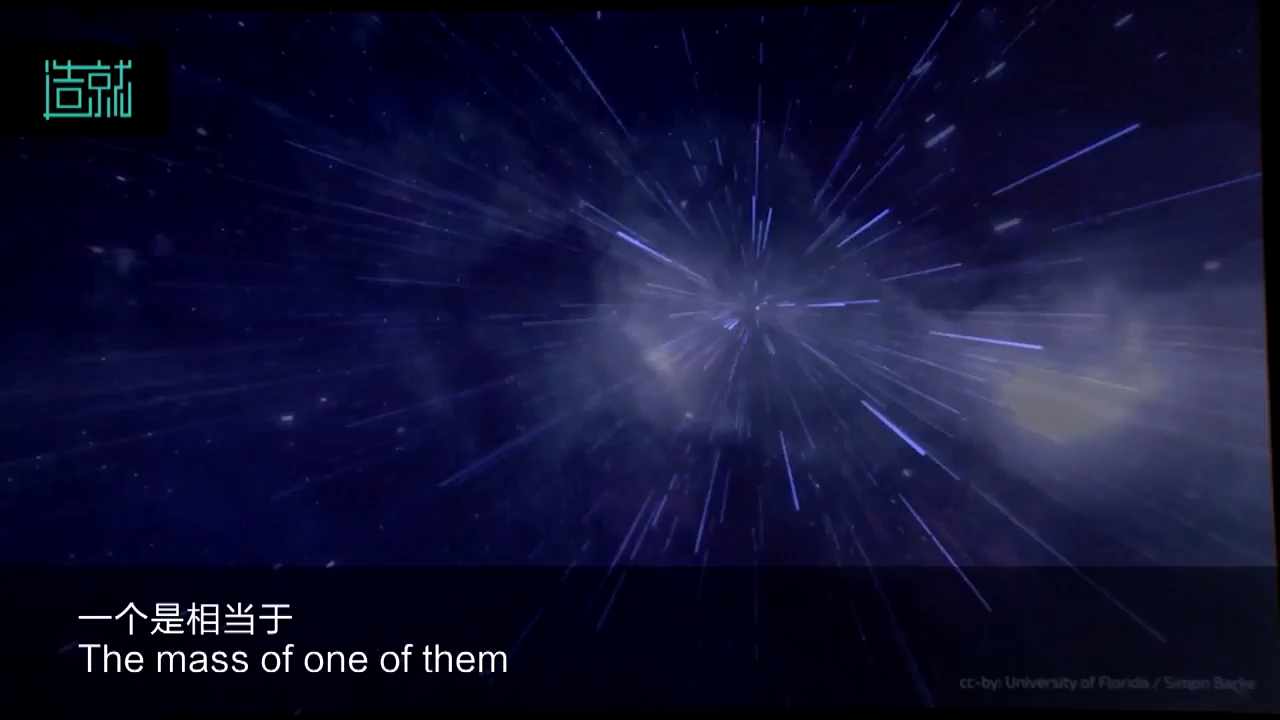 造就
一个是相当于
The mass of one of them
cc-by: University of Florida / Simon Barke